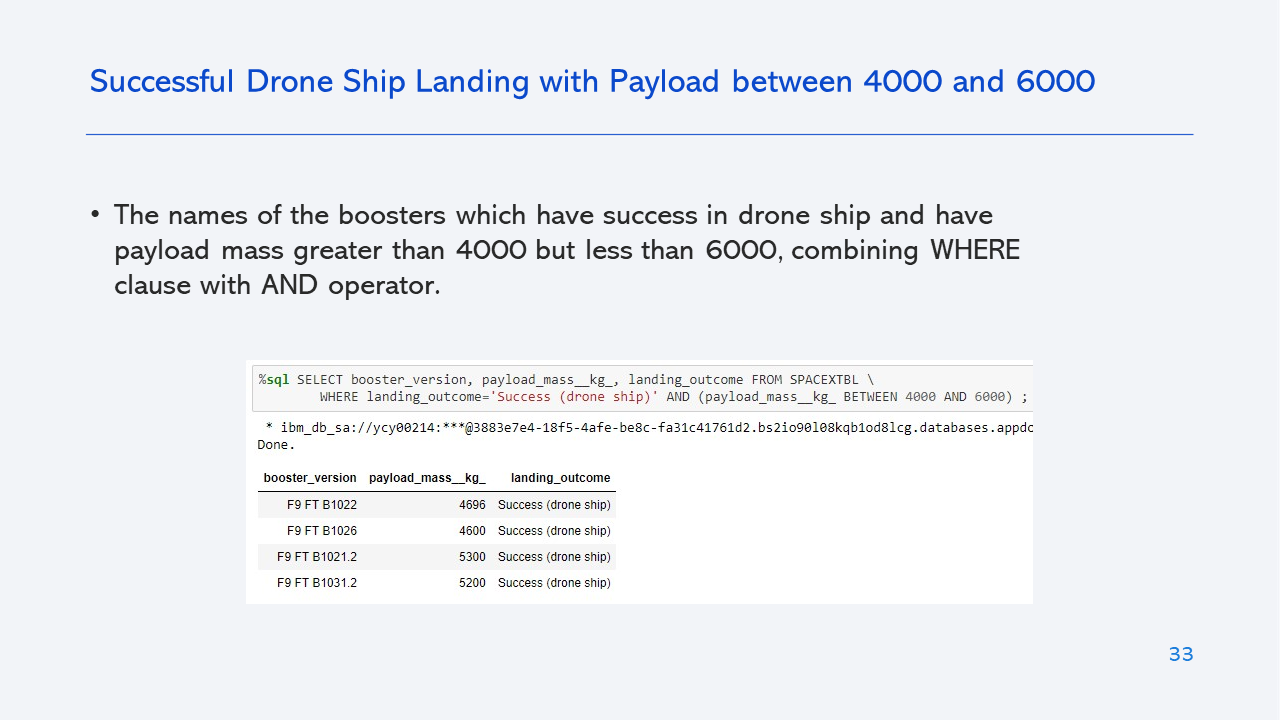 Successful Drone Ship Landing with Payload between 4000 and 6000
• The names of the boosters which have success in drone ship and have
payload mass greater than 4000 but less than 6000, combining WHERE
clause with AND operator.
%sql SELECT booster_version, payload_mass__kg_, landing_outcome FROM SPACEXTBL \
WHERE landing_outcome='Success (drone ship)' AND (payload_mass__kg_ BETWEEN 4000 AND 6000) ;
* ibm_db_sa://ycy00214:***@3883e7e4-18f5-4afe-be8c-fa31c41761d2.bs2io90l08kqb1od8lcg.databases.appdo
Done.
booster_version payload_mass__kg_ landing_outcome
F9 FT B1022 4696 Success (drone ship)
F9 FT B1026 4600 Success (drone ship)
F9 FT B1021.2 5300 Success (drone ship)
F9 FT B1031.2 5200 Success (drone ship)
33